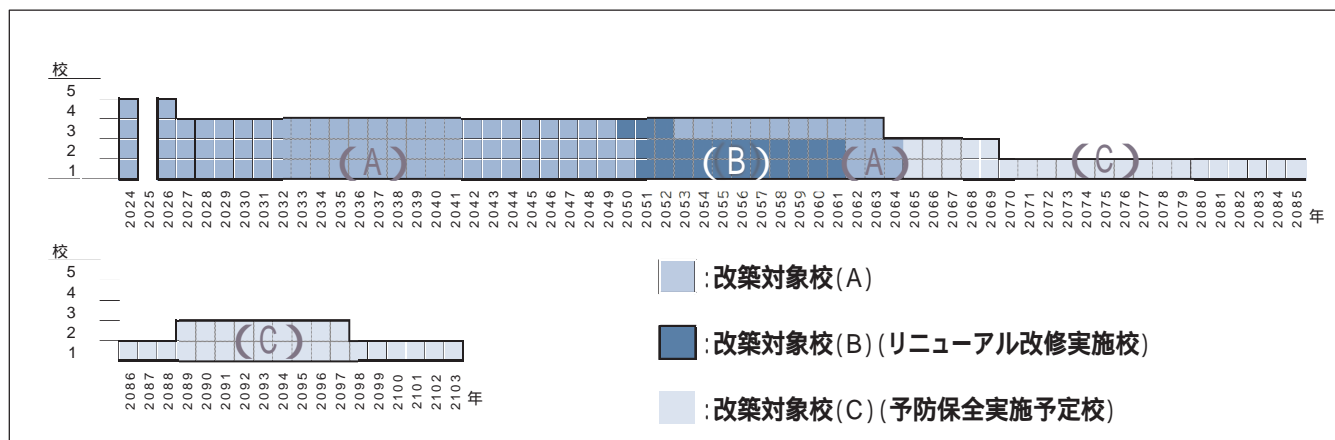 校
5
4
3
2
1
(A) (B) (A) (C)
2024 2025 2026 2027 2028 2029 2030 2031 2032 2033 2034 2035 2036 2037 2038 2039 2040 2041 2042 2043 2044 2045 2046 2047 2048 2049 2050 2051 2052 2053 2054 2055 2056 2057 2058 2059 2060 2061 2062 2063 2064 2065 2066 2067 2068 2069 2070 2071 2072 2073 2074 2075 2076 2077 2078 2079 2080 2081 2082 2083 2084 2085 年
校
5
4
3
2
1
(C)
2086 2087 2088 2089 2090 2091 2092 2093 2094 2095 2096 2097 2098 2099 2100 2101 2102 2103 年
:改築対象校(A)
:改築対象校(B)(リニューアル改修実施校)
:改築対象校(C)(予防保全実施予定校)